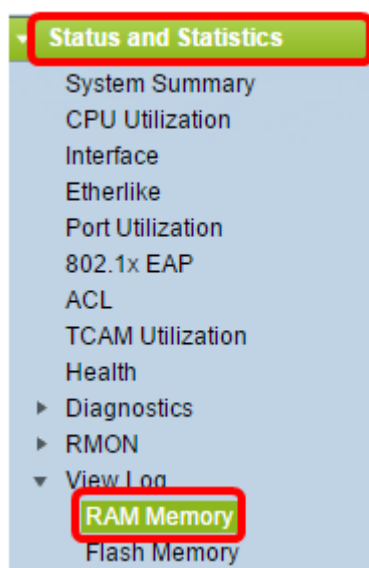 Status and Statistics
System Summary
CPU Utilization
Interface
Etherlike
Port Utilization
802.1x EAP
ACL
TCAM Utilization
Health
Diagnostics
RMON
View Log
RAM Memory
Flash Memory